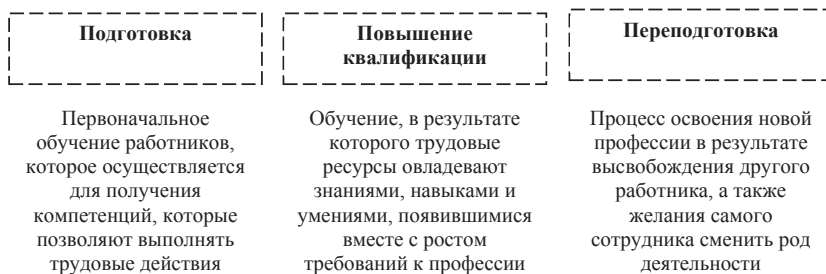 Подготовка
Повышение
квалификации
Переподготовка
Первоначальное
обучение работников,
которое осуществляется
для получения
компетенций, которые
позволяют выполнять
трудовые действия
Обучение, в результате
которого трудовые
ресурсы овладевают
знаниями, навыками и
умениями, появившимися
вместе с ростом
требований к профессии
Процесс освоения новой
профессии в результате
высвобождения другого
работника, а также
желания самого
сотрудника сменить род
деятельности